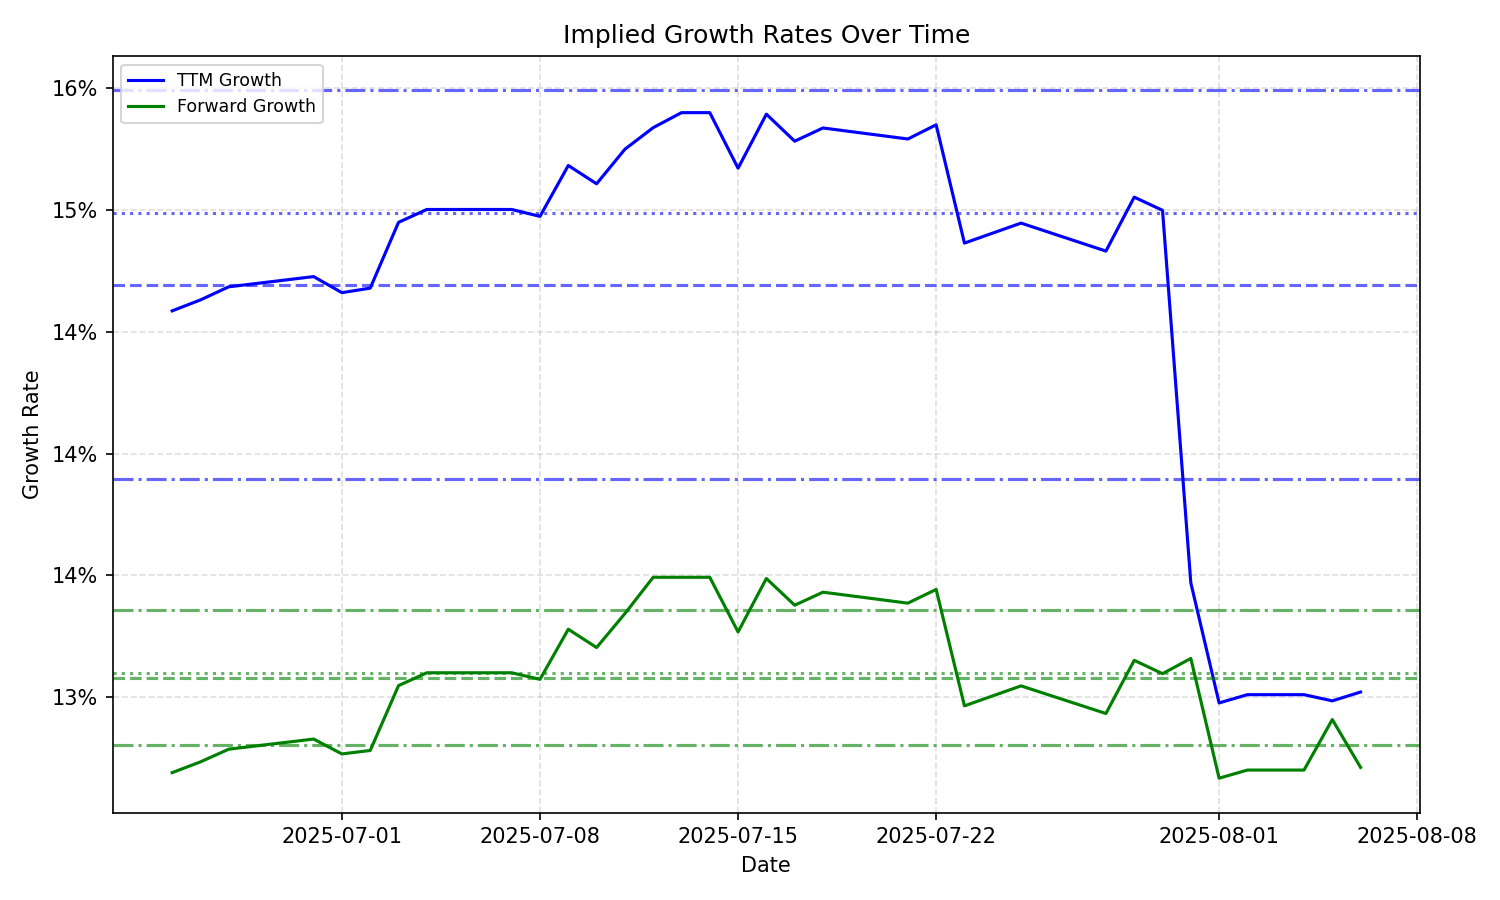 Implied Growth Rates Over Time
TTM Growth
Forward Growth
16%
15%
14%
14%
14%
13%
Growth Rate
2025-07-01
2025-07-08
2025-07-15
2025-07-22
2025-08-01
2025-08-08
Date